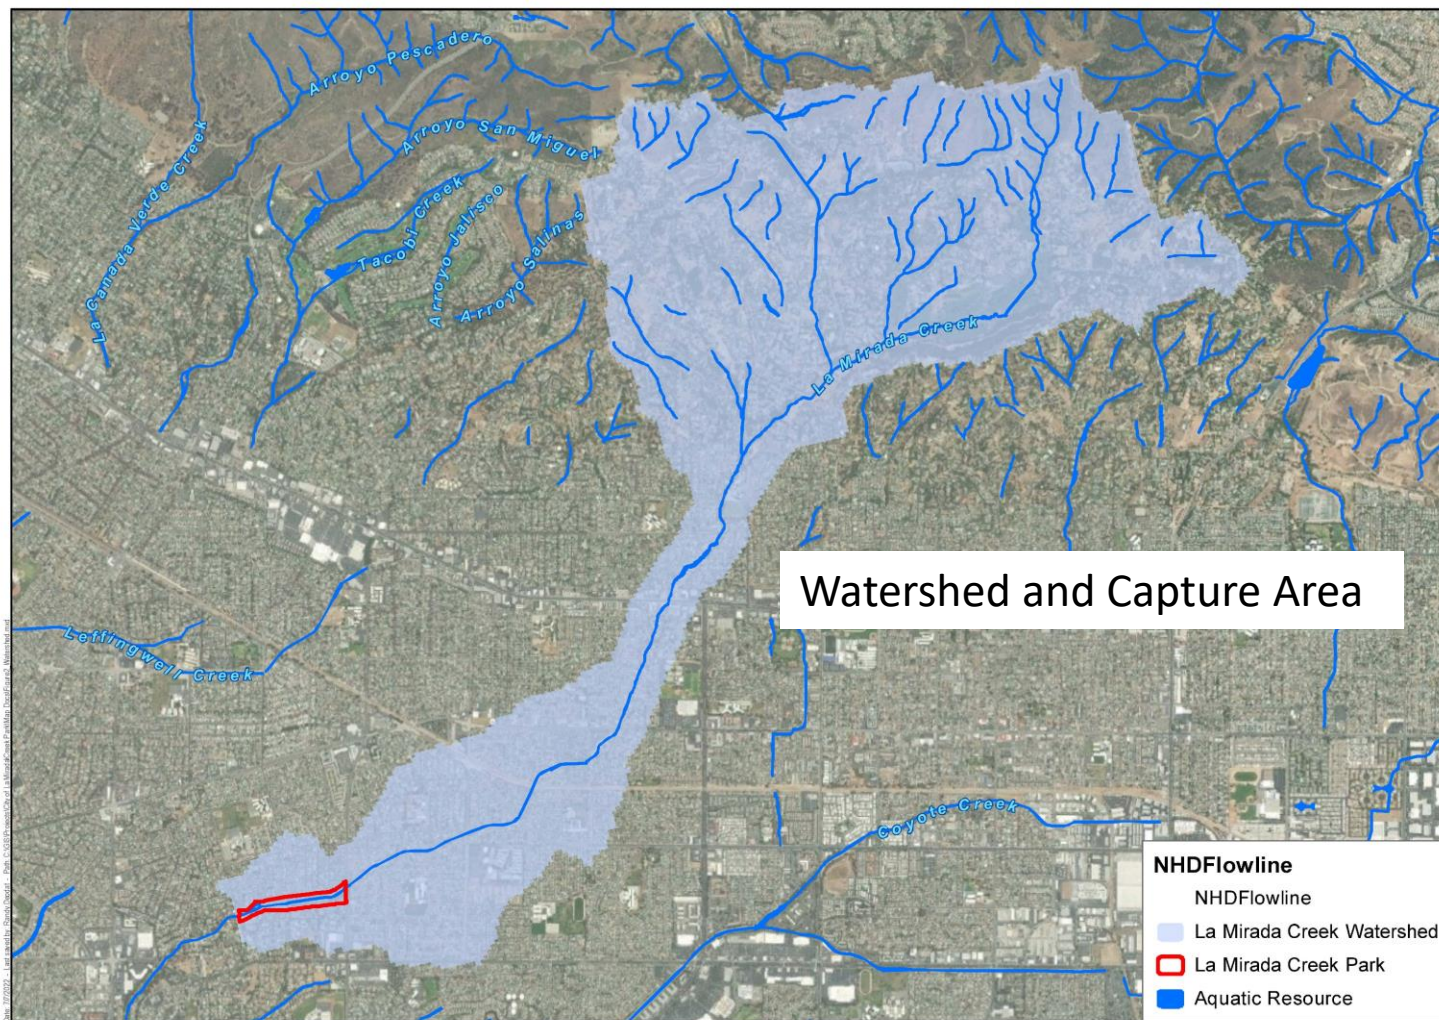 Arroyo Pescadero
Arroyo San Miguel
La Canada Verde Creek
Tacobi Creek
Arroyo Jalisco
Arroyo Salinas
La Mirada Creek
Watershed and Capture Area
Leffingwell Creek
Coyote Creek
NHDFlowline
NHDFlowline
La Mirada Creek Watershed
La Mirada Creek Park
Aquatic Resource